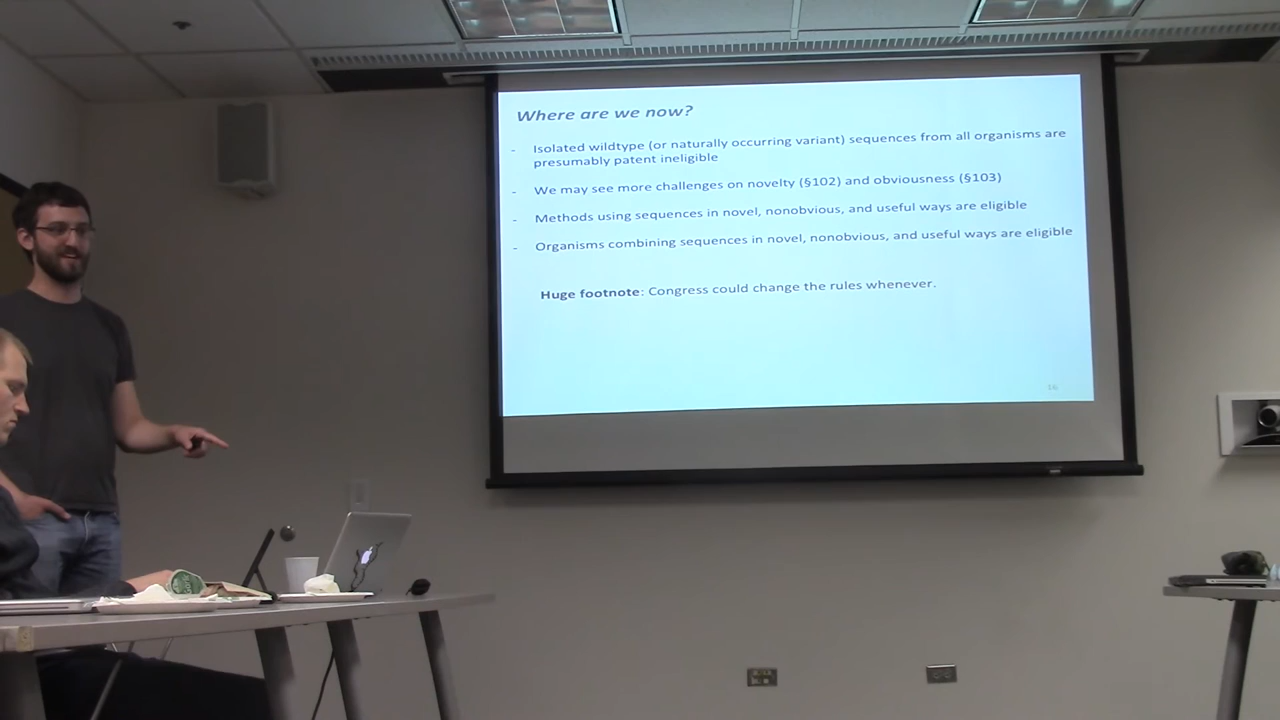 Where are we now?
- Isolated wildtype (or naturally occurring variant) sequences from all organisms are
presumably patent ineligible
- We may see more challenges on novelty (§102) and obviousness (§103)
- Methods using sequences in novel, nonobvious, and useful ways are eligible
- Organisms combining sequences in novel, nonobvious, and useful ways are eligible
Huge footnote: Congress could change the rules whenever.
16